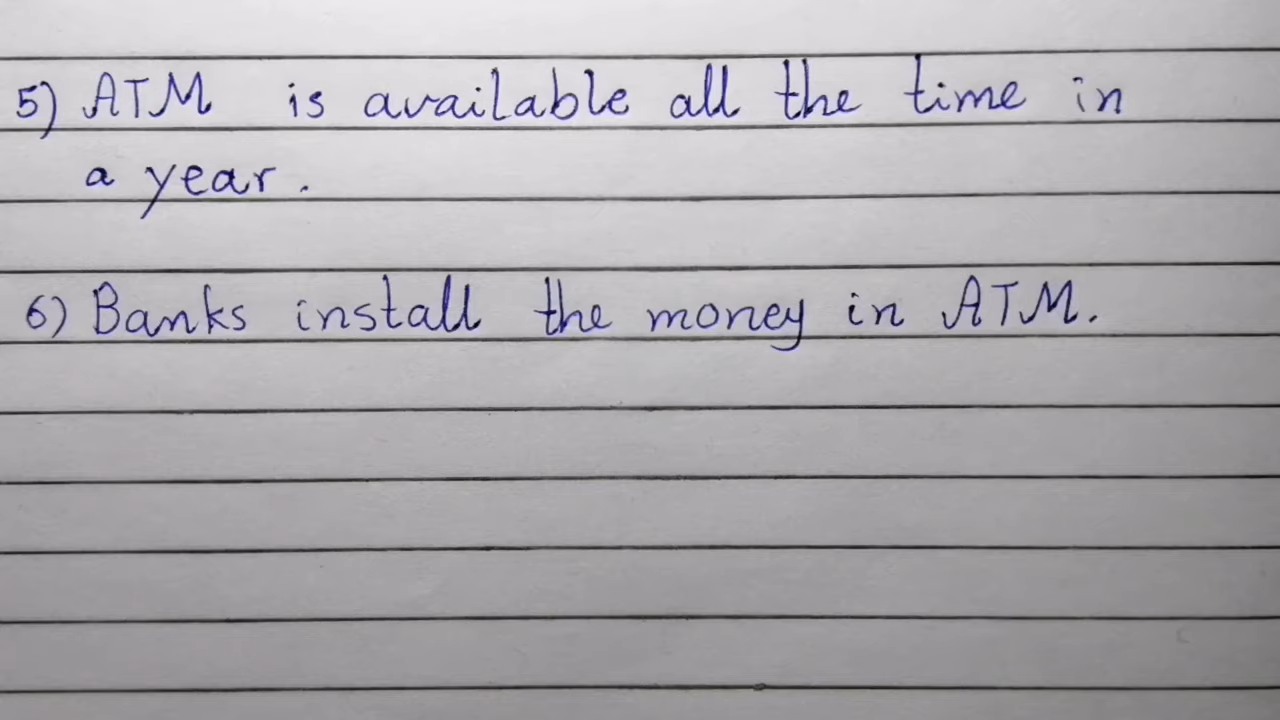 5) ATM is available all the time in
a year.
6) Banks install the money in ATM.